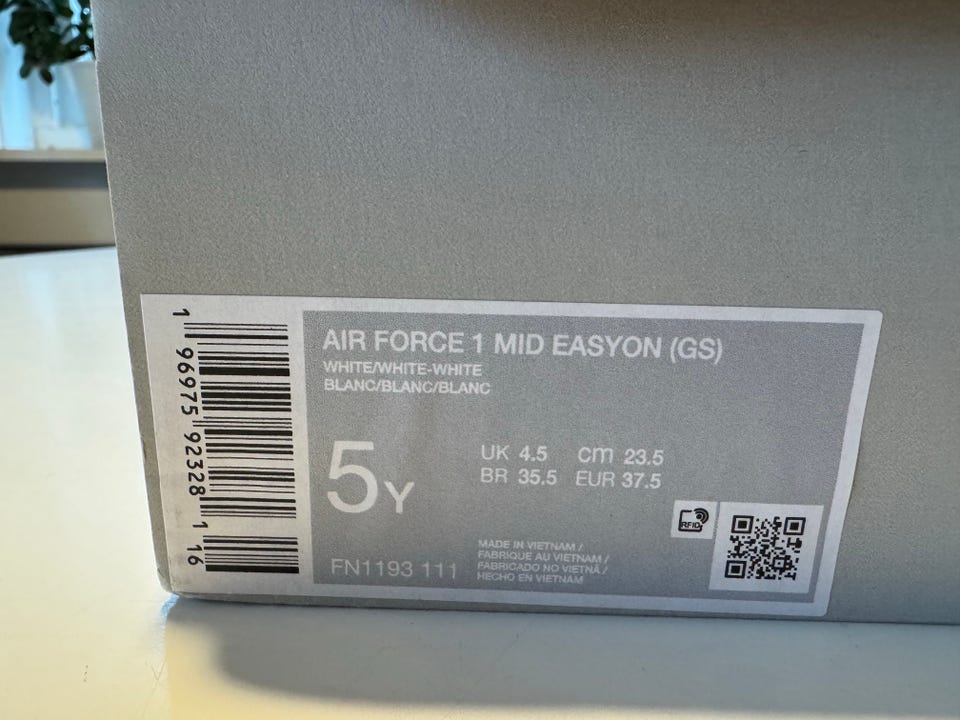 AIR FORCE 1 MID EASYON (GS)
WHITE/WHITE-WHITE
BLANC/BLANC/BLANC
5Y
UK 4.5 cm 23.5
BR 35.5 EUR 37.5
RFID
FN1193 111
MADE IN VIETNAM /
FABRIQUE AU VIETNAM /
FABRICADO NO VIETNÃ /
HECHO EN VIETNAM
1 96975 92328 1 16